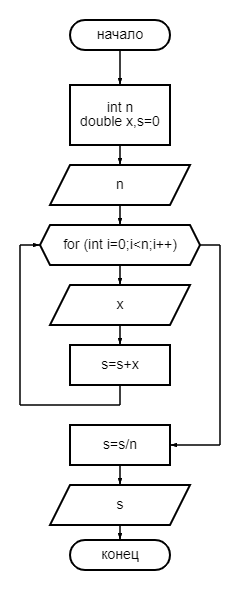 начало
int n
double x,s=0
n
for (int i=0;i<n;i++)
x
s=s+x
s=s/n
s
конец